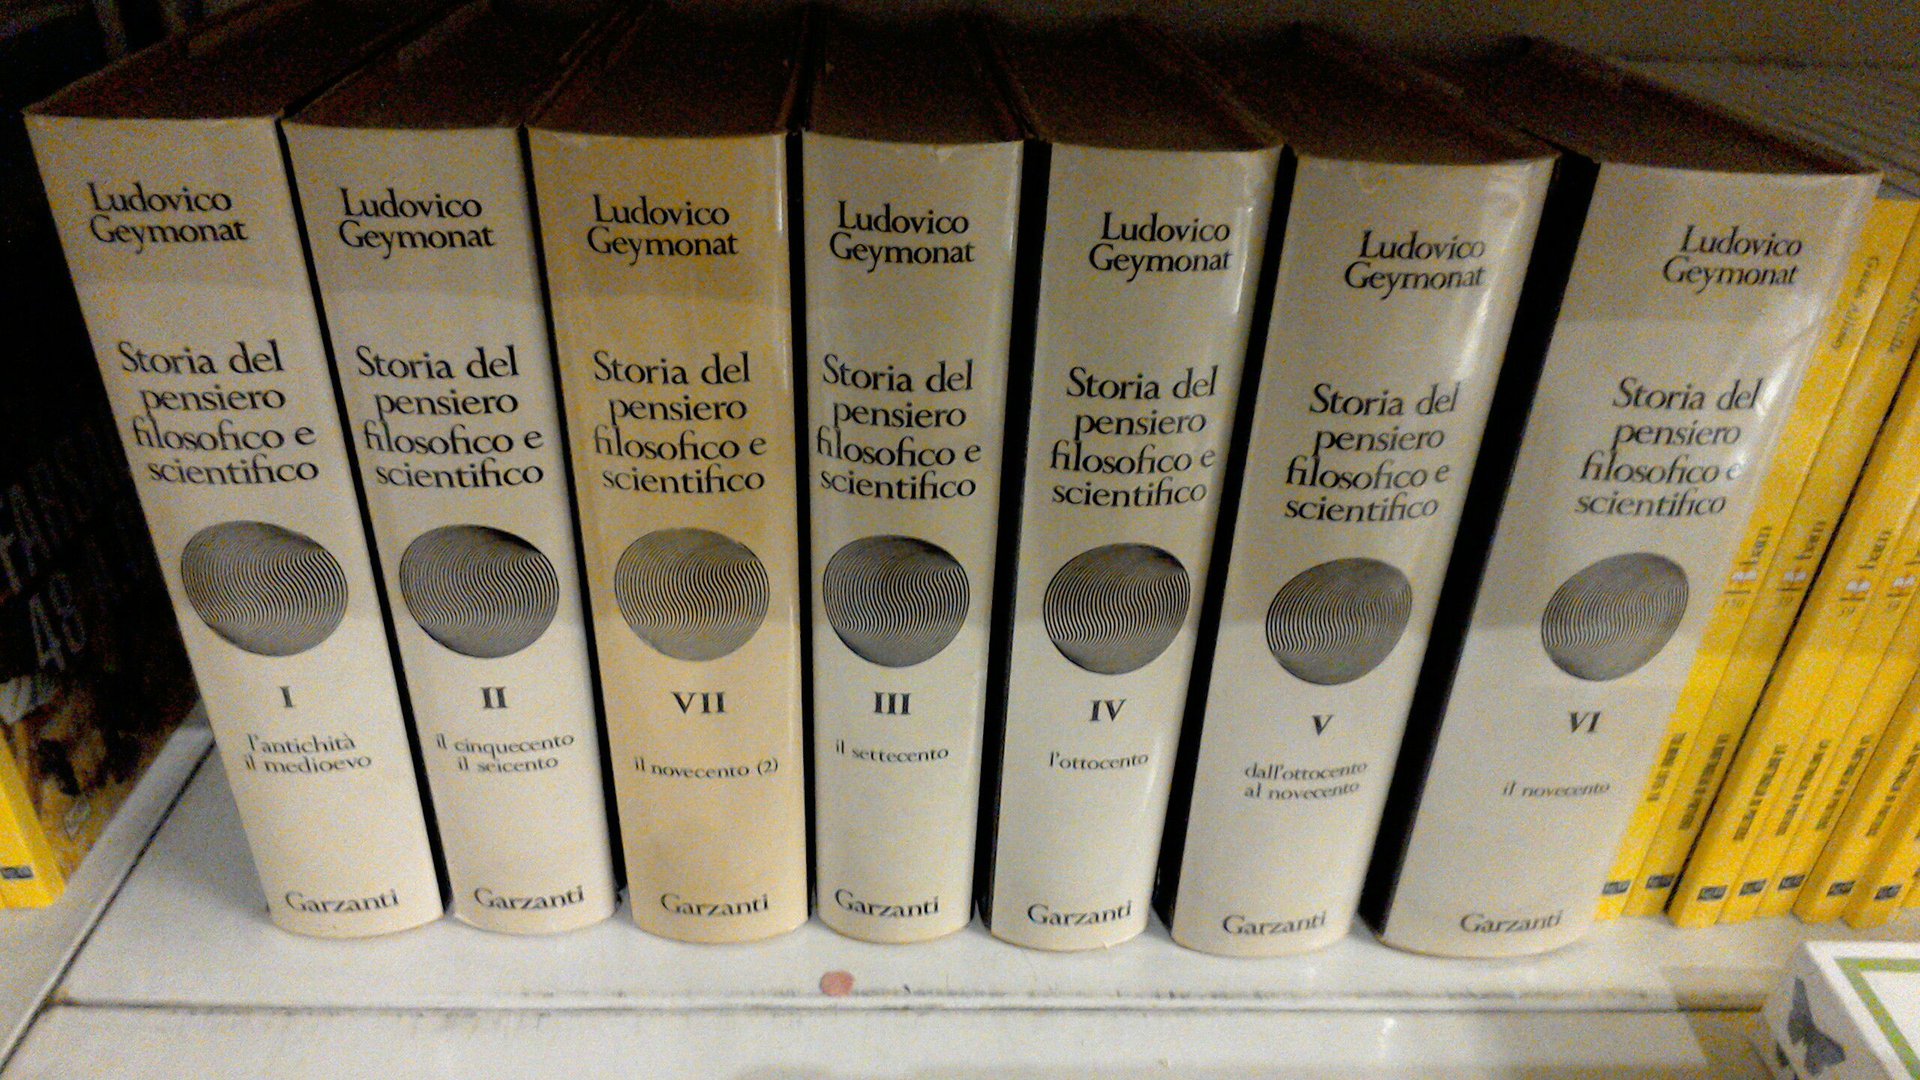 Ludovico
Geymonat
Storia del
pensiero
filosofico e
scientifico
I
l'antichità
il medioevo
Garzanti
Ludovico
Geymonat
Storia del
pensiero
filosofico e
scientifico
II
il cinquecento
il seicento
Garzanti
Ludovico
Geymonat
Storia del
pensiero
filosofico e
scientifico
VII
il novecento (2)
Garzanti
Ludovico
Geymonat
Storia del
pensiero
filosofico e
scientifico
III
il settecento
Garzanti
Ludovico
Geymonat
Storia del
pensiero
filosofico e
scientifico
IV
l'ottocento
Garzanti
Ludovico
Geymonat
Storia del
pensiero
filosofico e
scientifico
V
dall'ottocento
al novecento
Garzanti
Ludovico
Geymonat
Storia del
pensiero
filosofico e
scientifico
VI
il novecento
Garzanti